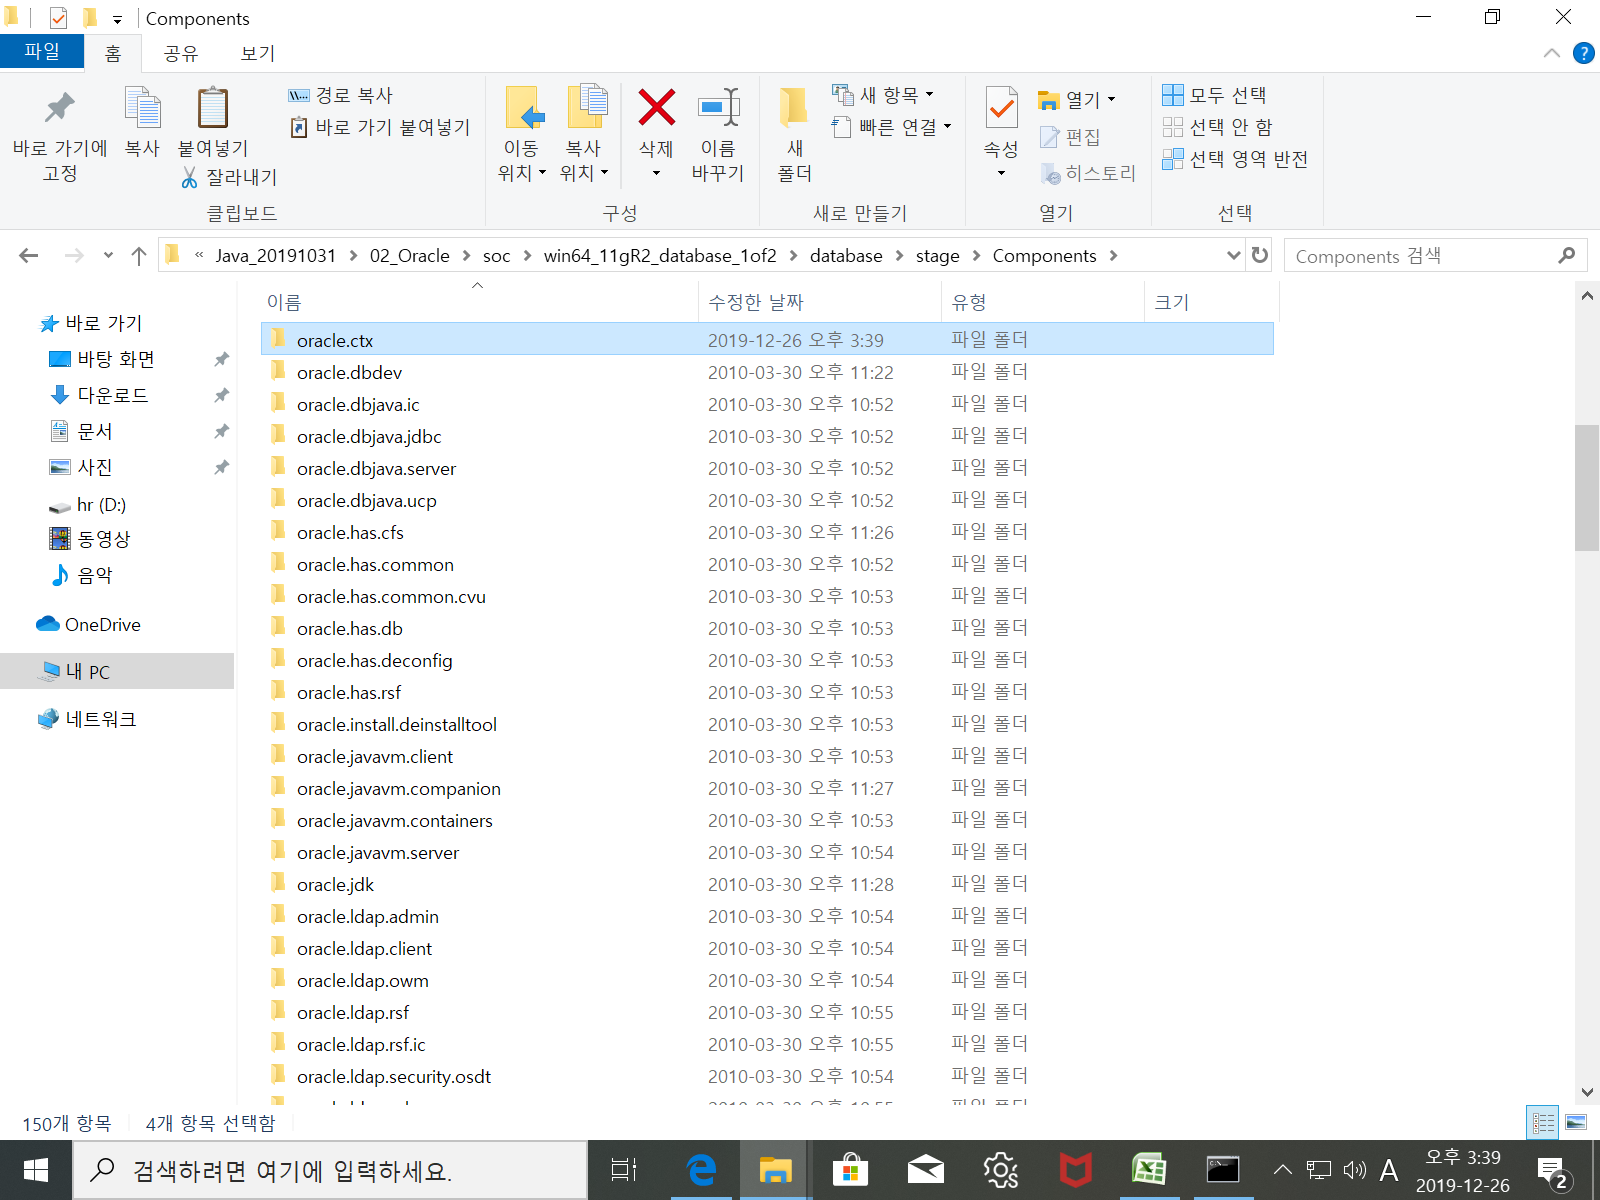 Components
파일 홈 공유 보기
바로 가기에 고정
복사
붙여넣기
경로 복사
바로 가기 붙여넣기
잘라내기
클립보드
이동 위치
복사 위치
삭제
이름 바꾸기
구성
새 폴더
새 항목
빠른 연결
새로 만들기
속성
열기
편집
히스토리
열기
모두 선택
선택 안 함
선택 영역 반전
선택
« Java_20191031 > 02_Oracle > soc > win64_11gR2_database_1of2 > database > stage > Components >
Components 검색
바로 가기
바탕 화면
다운로드
문서
사진
hr (D:)
동영상
음악
OneDrive
내 PC
네트워크
이름 수정한 날짜 유형 크기
oracle.ctx 2019-12-26 오후 3:39 파일 폴더
oracle.dbdev 2010-03-30 오후 11:22 파일 폴더
oracle.dbjava.ic 2010-03-30 오후 10:52 파일 폴더
oracle.dbjava.jdbc 2010-03-30 오후 10:52 파일 폴더
oracle.dbjava.server 2010-03-30 오후 10:52 파일 폴더
oracle.dbjava.ucp 2010-03-30 오후 10:52 파일 폴더
oracle.has.cfs 2010-03-30 오후 11:26 파일 폴더
oracle.has.common 2010-03-30 오후 10:52 파일 폴더
oracle.has.common.cvu 2010-03-30 오후 10:53 파일 폴더
oracle.has.db 2010-03-30 오후 10:53 파일 폴더
oracle.has.deconfig 2010-03-30 오후 10:53 파일 폴더
oracle.has.rsf 2010-03-30 오후 10:53 파일 폴더
oracle.install.deinstalltool 2010-03-30 오후 10:53 파일 폴더
oracle.javavm.client 2010-03-30 오후 10:53 파일 폴더
oracle.javavm.companion 2010-03-30 오후 11:27 파일 폴더
oracle.javavm.containers 2010-03-30 오후 10:53 파일 폴더
oracle.javavm.server 2010-03-30 오후 10:54 파일 폴더
oracle.jdk 2010-03-30 오후 11:28 파일 폴더
oracle.ldap.admin 2010-03-30 오후 10:54 파일 폴더
oracle.ldap.client 2010-03-30 오후 10:54 파일 폴더
oracle.ldap.owm 2010-03-30 오후 10:54 파일 폴더
oracle.ldap.rsf 2010-03-30 오후 10:55 파일 폴더
oracle.ldap.rsf.ic 2010-03-30 오후 10:55 파일 폴더
oracle.ldap.security.osdt 2010-03-30 오후 10:54 파일 폴더
150개 항목 4개 항목 선택함
검색하려면 여기에 입력하세요.
A
오후 3:39
2019-12-26
2